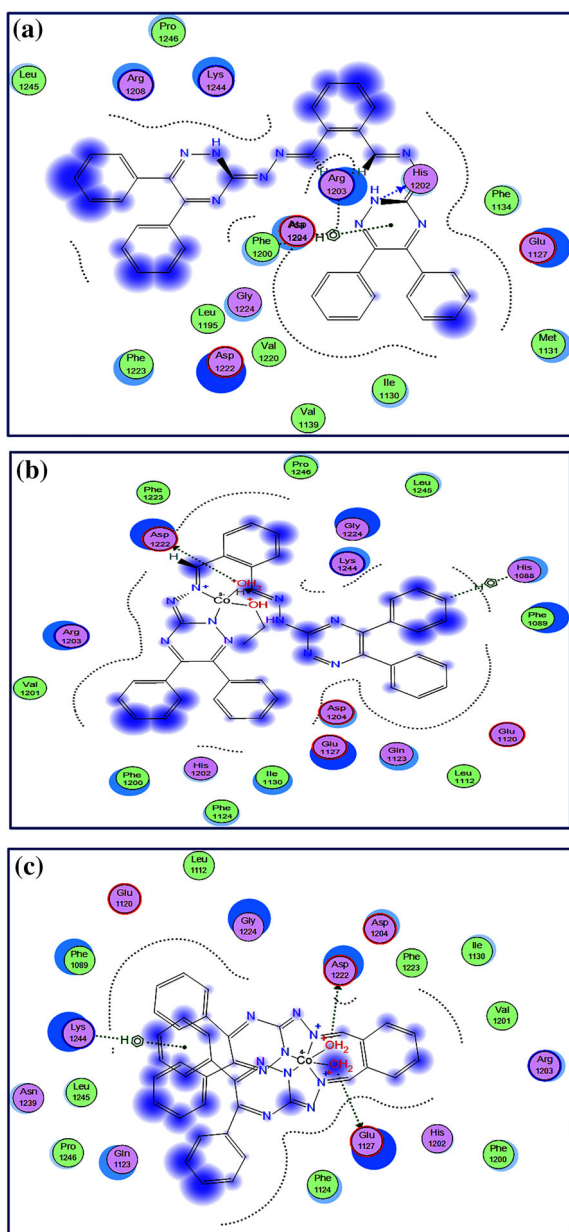 (a)
Pro
1246
Leu
1245
Arg
1208
Lys
1244
H
N
N
N
N
N
N
H
H
N
N
Arg
1203
His
1202
H
N
N
N
Phe
1134
Phe
1200
H
Glu
1127
Gly
1224
Leu
1195
Val
1220
Phe
1223
Asp
1222
Met
1131
Ile
1130
Val
1139
(b)
Pro
1246
Phe
1223
Leu
1245
Asp
1222
Gly
1224
Lys
1244
H
His
1088
H
N+
OH2
H
N
Co
OH
N
N
HN
Phe
1089
Arg
1203
N
N
N
N
N
N
Val
1201
Asp
1204
Glu
1120
Glu
1127
Gln
1123
Leu
1112
Phe
1200
His
1202
Ile
1130
Phe
1124
(c)
Leu
1112
Glu
1120
Gly
1224
Asp
1204
Phe
1089
Asp
1222
Phe
1223
Ile
1130
Val
1201
Lys
1244
H
N
N
N
N
N+
OH2
N
N
Co
OH2
N
N
N
N+
Arg
1203
Asn
1239
Leu
1245
Pro
1246
Gln
1123
Glu
1127
His
1202
Phe
1200
Phe
1124